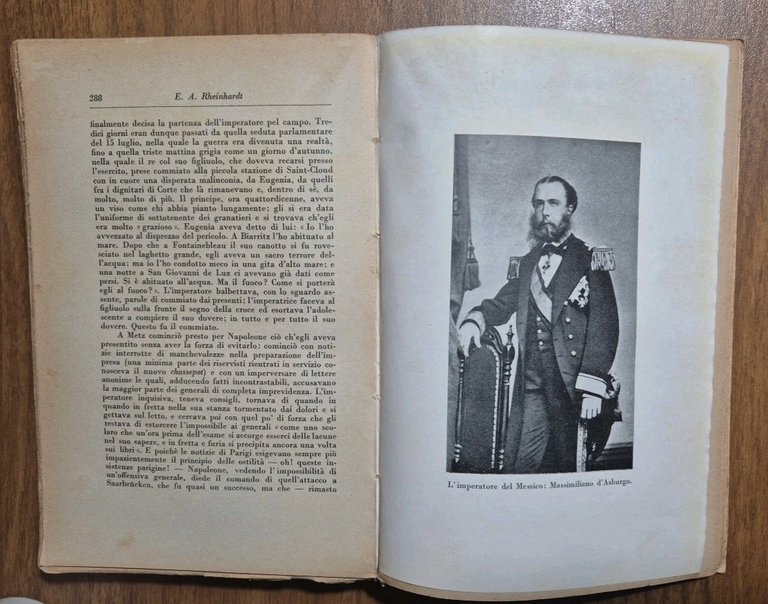 288
E. A. Rheinhardt
finalmente decisa la partenza dell'imperatore pel campo. Tre-
dici giorni eran dunque passati da quella seduta parlamentare
del 15 luglio, nella quale la guerra era divenuta una realtà,
fino a quella triste mattina grigia come un giorno d'autunno,
nella quale il re col suo figliuolo, che doveva recarsi presso
l'esercito, prese commiato alla piccola stazione di Saint-Cloud
con in cuore una disperata malinconia, da Eugenia, da quelli
fra i dignitari di Corte che là rimanevano e, dentro di sè, da
molto, molto di più. Il principe, ora quattordicenne, aveva
un viso come chi abbia pianto lungamente; gli si era data
l'uniforme di sottotenente dei granatieri e si trovava ch'egli
era molto « grazioso ». Eugenia aveva detto di lui: « Io l'ho
avvezzato al disprezzo del pericolo. A Biarritz l'ho abituato al
mare. Dopo che a Fontainebleau il suo canotto si fu rove-
sciato nel laghetto grande, egli aveva un sacro terrore del-
l'acqua; ma io l'ho condotto meco in una gita d'alto mare; e
una notte a San Giovanni de Luz ci avevano già dati come
persi. Si è abituato all'acqua. Ma il fuoco? Come si porterà
egli al fuoco? ». L'imperatore balbettava, con lo sguardo as-
sente, parole di commiato dai presenti; l'imperatrice faceva al
figliuolo sulla fronte il segno della croce ed esortava l'adole-
scente a compiere il suo dovere; in tutto e per tutto il suo
dovere. Questo fu il commiato.
A Metz cominciò presto per Napoleone ciò ch'egli aveva
presentito senza aver la forza di evitarlo: cominciò con noti-
zie interrotte di manchevolezze nella preparazione dell'im-
presa (una minima parte dei riservisti rientrati in servizio co-
nosceva il nuovo chassepot) e con un imperversare di lettere
anonime le quali, adducendo fatti incontrastabili, accusavano
la maggior parte dei generali di completa imprevidenza. L'im-
peratore inquisiva, teneva consigli, tornava di quando in
quando in fretta nella sua stanza tormentato dai dolori e si
gettava sul letto, e cercava poi con quel po' di forza che gli
restava di estorcere l'impossibile ai generali « come uno sco-
laro che un'ora prima dell'esame si accorge esserci delle lacune
nel suo sapere, e in fretta e furia si precipita ancora una volta
sui libri ». E poichè le notizie di Parigi esigevano sempre più
impazientemente il principio delle ostilità — oh! queste in-
sistenze parigine! — Napoleone, vedendo l'impossibilità di
un'offensiva generale, diede il comando di quell'attacco a
Saarbrücken, che fu quasi un successo, ma che — rimasto
L'imperatore del Messico: Massimiliano d'Asburgo.